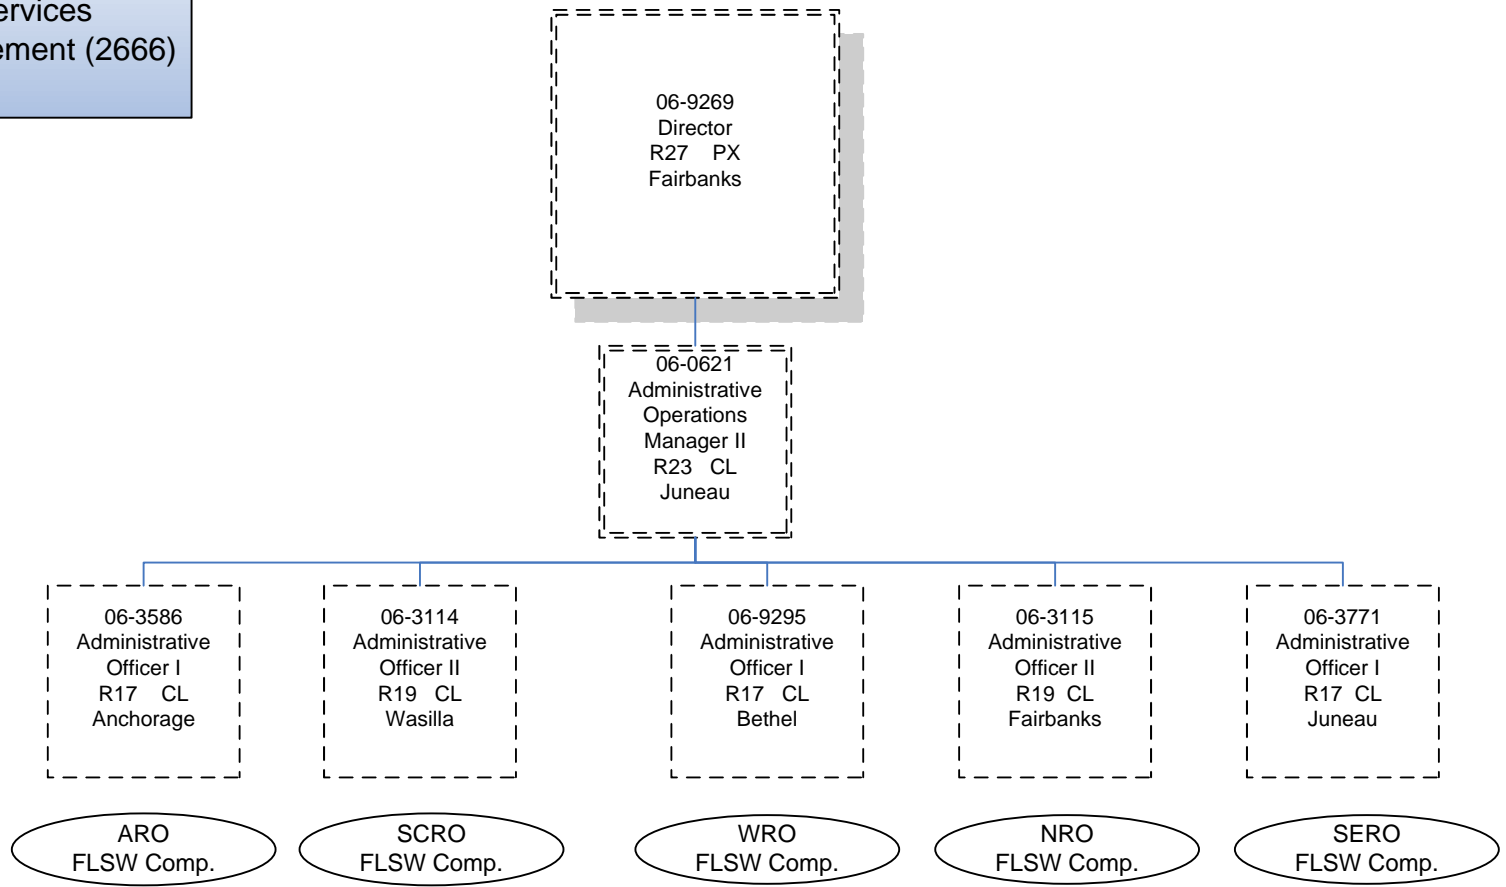 (2666)
06-9269
Director
R27 PX
Fairbanks
06-0621
Administrative
Operations
Manager II
R23 CL
Juneau
06-3586
Administrative
Officer I
R17 CL
Anchorage
06-3114
Administrative
Officer II
R19 CL
Wasilla
06-9295
Administrative
Officer I
R17 CL
Bethel
06-3115
Administrative
Officer II
R19 CL
Fairbanks
06-3771
Administrative
Officer I
R17 CL
Juneau
ARO
FLSW Comp.
SCRO
FLSW Comp.
WRO
FLSW Comp.
NRO
FLSW Comp.
SERO
FLSW Comp.